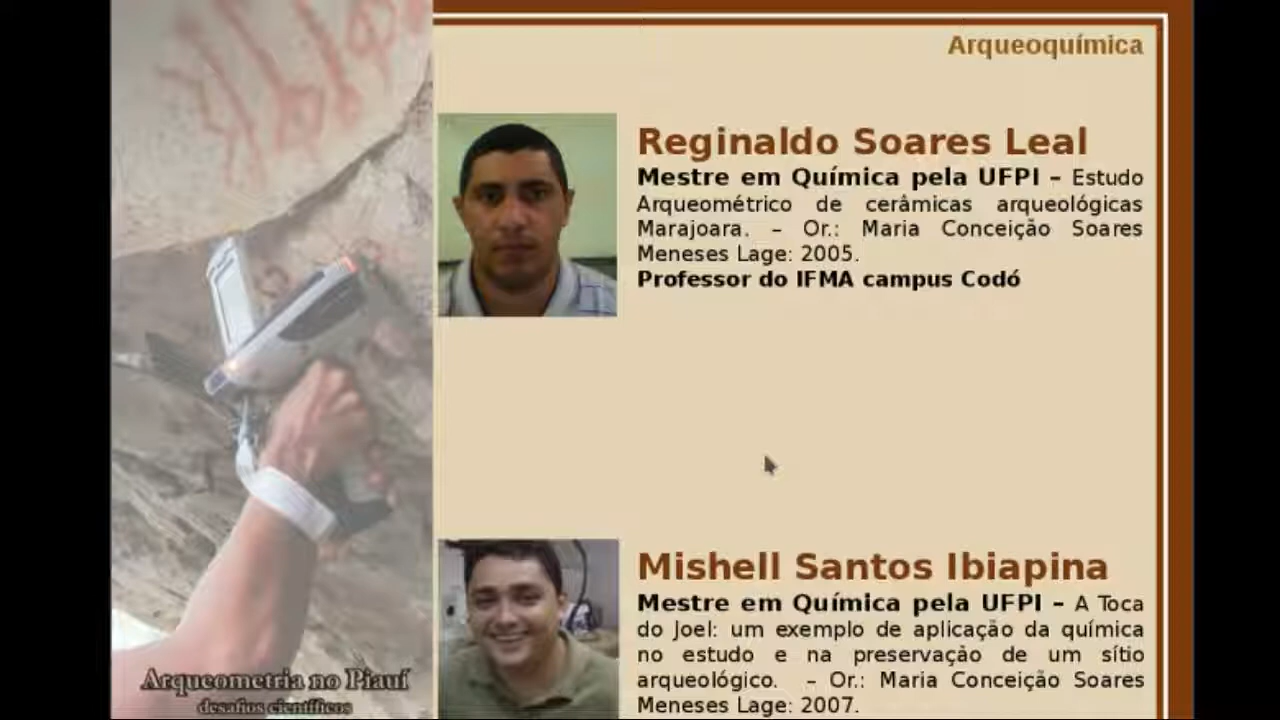 Arqueoquímica
Reginaldo Soares Leal
Mestre em Química pela UFPI – Estudo
Arqueométrico de cerâmicas arqueológicas
Marajoara. – Or.: Maria Conceição Soares
Meneses Lage: 2005.
Professor do IFMA campus Codó
Mishell Santos Ibiapina
Mestre em Química pela UFPI – A Toca
do Joel: um exemplo de aplicação da química
no estudo e na preservação de um sítio
arqueológico. – Or.: Maria Conceição Soares
Meneses Lage: 2007.
Arqueometria no Piauí
desafios científicos